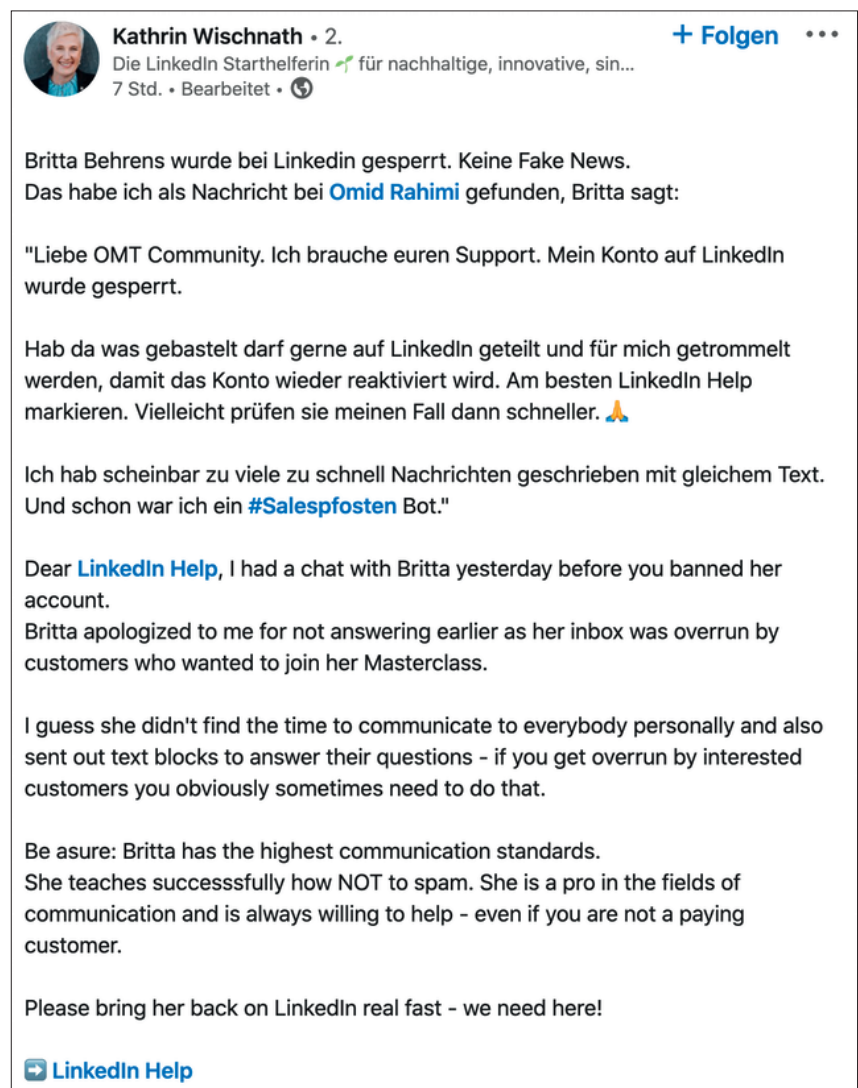 Kathrin Wischnath • 2.
+ Folgen •••
Die LinkedIn Starthelferin 🌱 für nachhaltige, innovative, sin...
7 Std. • Bearbeitet •
Britta Behrens wurde bei Linkedin gesperrt. Keine Fake News.
Das habe ich als Nachricht bei Omid Rahimi gefunden, Britta sagt:
"Liebe OMT Community. Ich brauche euren Support. Mein Konto auf LinkedIn
wurde gesperrt.
Hab da was gebastelt darf gerne auf LinkedIn geteilt und für mich getrommelt
werden, damit das Konto wieder reaktiviert wird. Am besten LinkedIn Help
markieren. Vielleicht prüfen sie meinen Fall dann schneller. 🙏
Ich hab scheinbar zu viele zu schnell Nachrichten geschrieben mit gleichem Text.
Und schon war ich ein #Salespfosten Bot."
Dear LinkedIn Help, I had a chat with Britta yesterday before you banned her
account.
Britta apologized to me for not answering earlier as her inbox was overrun by
customers who wanted to join her Masterclass.
I guess she didn't find the time to communicate to everybody personally and also
sent out text blocks to answer their questions - if you get overrun by interested
customers you obviously sometimes need to do that.
Be asure: Britta has the highest communication standards.
She teaches successsfully how NOT to spam. She is a pro in the fields of
communication and is always willing to help - even if you are not a paying
customer.
Please bring her back on LinkedIn real fast - we need here!
➡️ LinkedIn Help